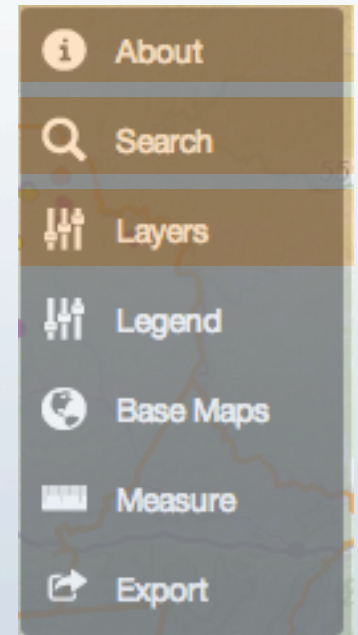 About
Search
Layers
Legend
Base Maps
Measure
Export